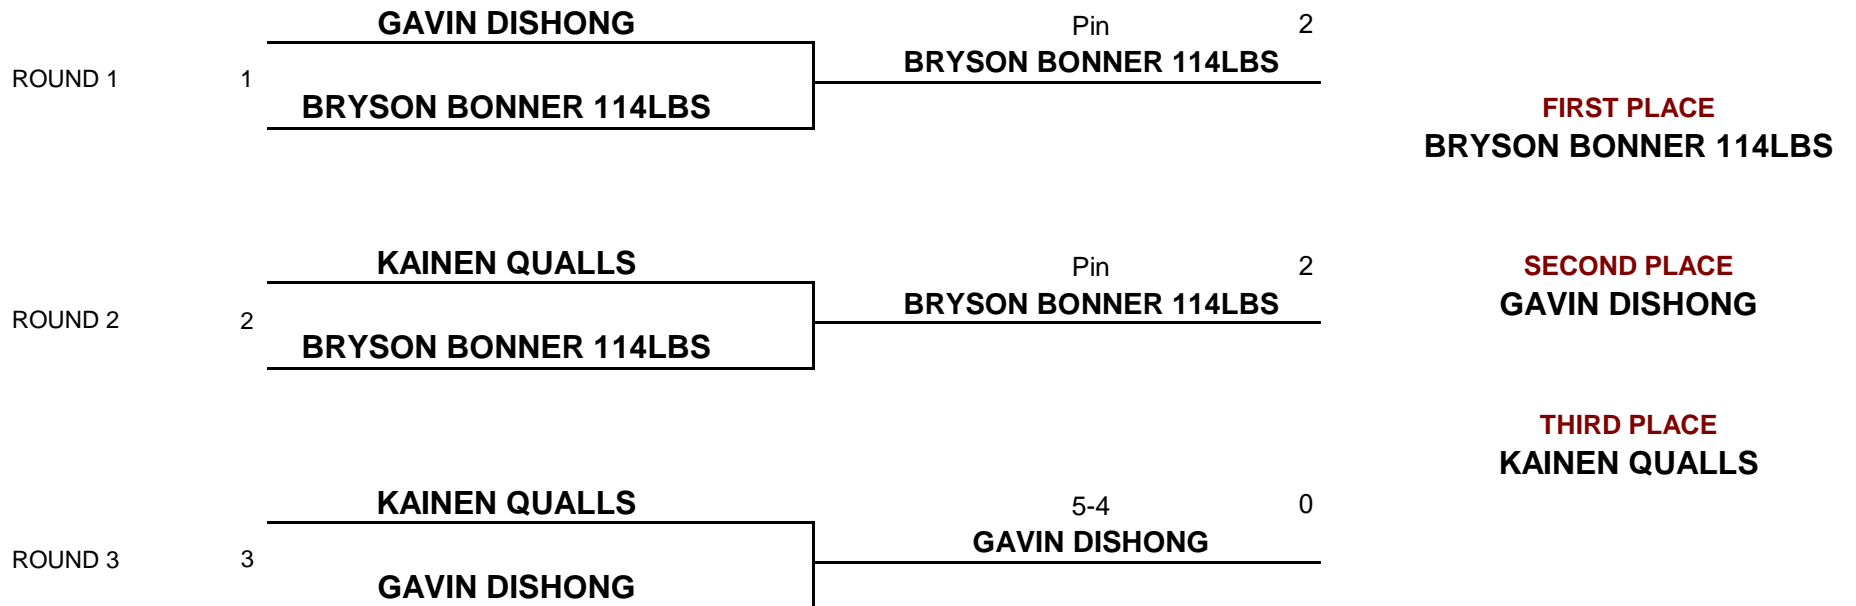 GAVIN DISHONG
Pin 2
BRYSON BONNER 114LBS
ROUND 1 1
BRYSON BONNER 114LBS
FIRST PLACE
BRYSON BONNER 114LBS
KAINEN QUALLS
Pin 2
SECOND PLACE
BRYSON BONNER 114LBS
GAVIN DISHONG
ROUND 2 2
BRYSON BONNER 114LBS
THIRD PLACE
KAINEN QUALLS
KAINEN QUALLS
5-4 0
GAVIN DISHONG
ROUND 3 3
GAVIN DISHONG